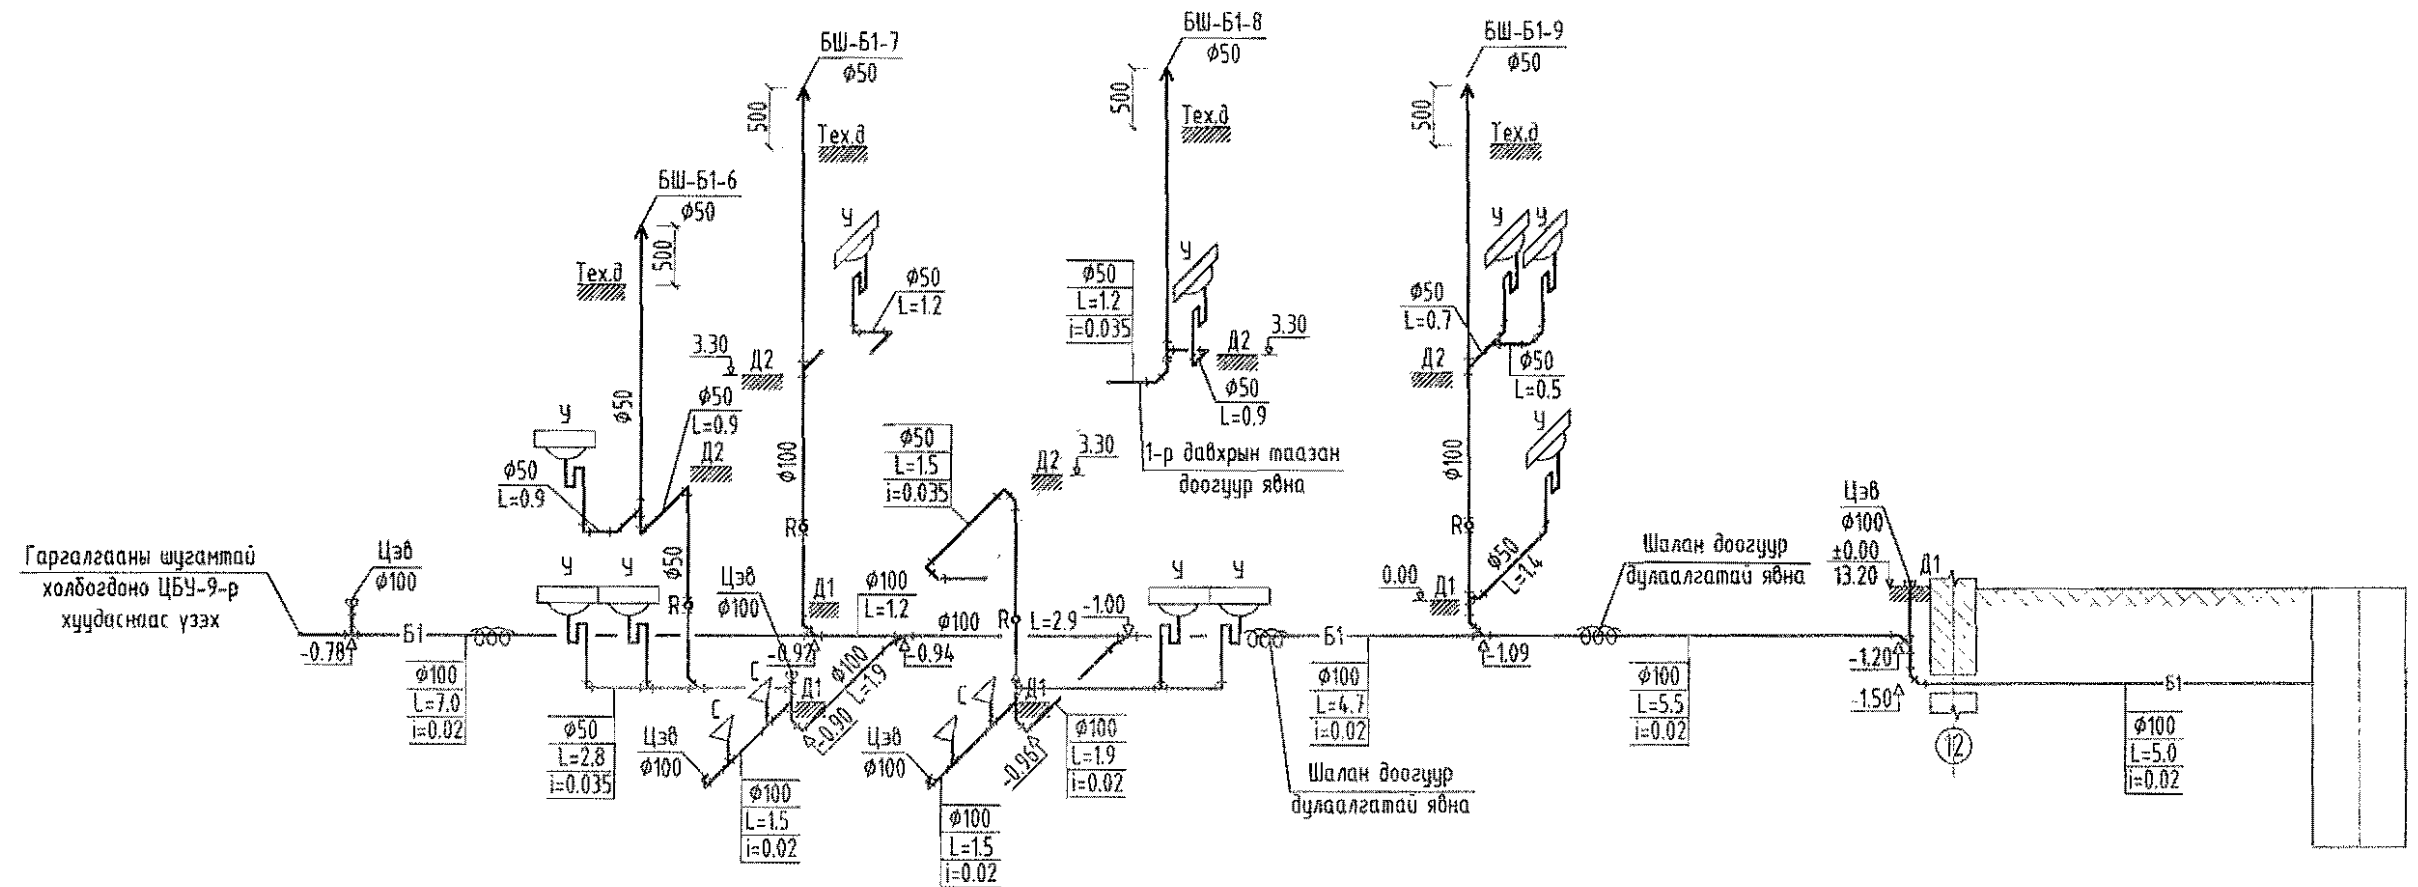 БШ-Б1-6
Ф50
500
Тех.д
БШ-Б1-7
Ф50
500
Тех.д
БШ-Б1-8
Ф50
500
Тех.д
БШ-Б1-9
Ф50
500
Тех.д
У
Ф50
L=1.2
Ф50
L=1.2
i=0.035
У
Д2
3.30
Ф50
L=0.9
1-р давхрын таазан
доогуур явна
У
У
Ф50
L=0.7
Д2
Ф50
L=0.5
У
3.30
Д2
Ф50
Ф50
L=0.9
Д2
У
Ф50
L=0.9
Ф100
Ф50
L=1.5
i=0.035
Д2
3.30
Ф100
R
R
Ф50
L=1.4
0.00
Д1
Шалан доогуур
дулаалгатай явна
Цэв
Ф100
±0.00
13.20
Д1
Гаргалгааны шугамтай
холбогдоно ЦБУ-9-р
хуудаснаас үзэх
Цэв
Ф100
У
У
Ф50
R
Цэв
Ф100
Д1
Ф100
L=1.2
Ф100
R
L=2.9
-1.00
У
У
Б1
-0.78
-0.92
Ф100
L=1.9
-0.94
Б1
-1.09
-1.20
-1.50
Б1
Ф100
L=7.0
i=0.02
Ф50
L=2.8
i=0.035
С
С
Д1
-0.90
Цэв
Ф100
Ф100
L=1.5
i=0.02
С
С
Д1
-0.96
Цэв
Ф100
Ф100
L=1.5
i=0.02
Ф100
L=1.9
i=0.02
Ф100
L=4.7
i=0.02
Шалан доогуур
дулаалгатай явна
Ф100
L=5.5
i=0.02
12
Ф100
L=5.0
i=0.02